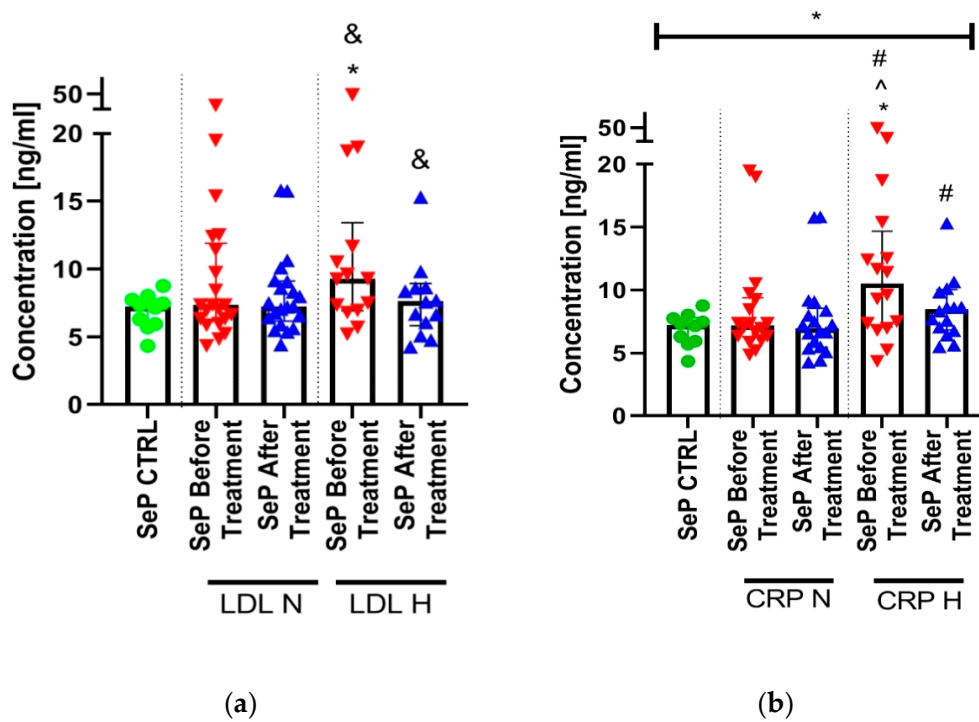 &
*
&
Concentration [ng/ml]
50
20
15
10
5
0
SeP CTRL
SeP Before
Treatment
SeP After
Treatment
SeP Before
Treatment
SeP After
Treatment
LDL N
LDL H
(a)
*
#
^
*
#
Concentration [ng/ml]
50
20
15
10
5
0
SeP CTRL
SeP Before
Treatment
SeP After
Treatment
SeP Before
Treatment
SeP After
Treatment
CRP N
CRP H
(b)